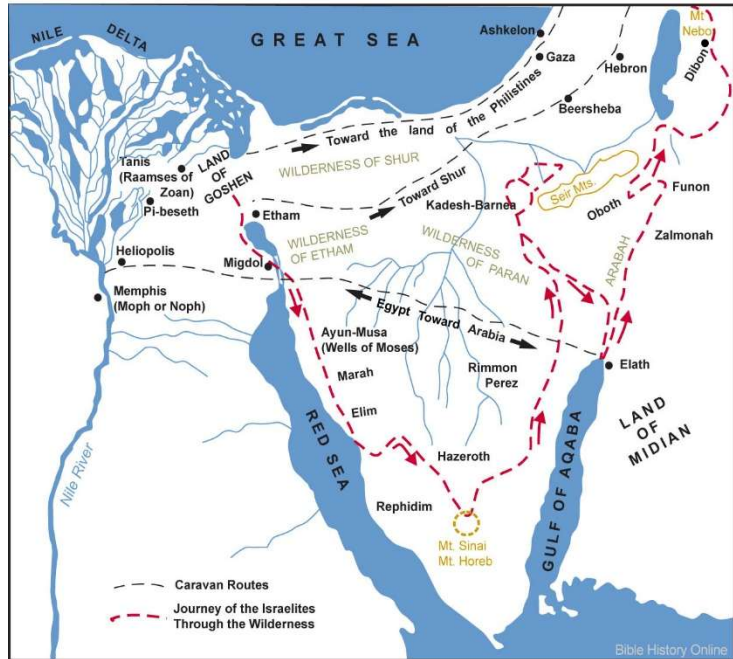 NILE DELTA
GREAT SEA
Mt
Nebo
Ashkelon
Gaza
Hebron
Dibon
Beersheba
Toward the land of the Philistines
WILDERNESS OF SHUR
LAND
OF
GOSHEN
Tanis
(Raamses of
Zoan)
Pi-beseth
Toward Shur
Seir Mts.
Funon
Oboth
Kadesh-Barnea
Etham
WILDERNESS
OF ETHAM
WILDERNESS
OF PARAN
Zalmonah
ARABAH
Heliopolis
Migdol
Memphis
(Moph or Noph)
Egypt Toward Arabia
Ayun-Musa
(Wells of Moses)
Marah
Elim
Rimmon
Perez
Elath
LAND
OF
MIDIAN
RED SEA
Hazeroth
GULF OF AQABA
Nile River
Rephidim
Mt. Sinai
Mt. Horeb
Caravan Routes
Journey of the Israelites
Through the Wilderness
Bible History Online